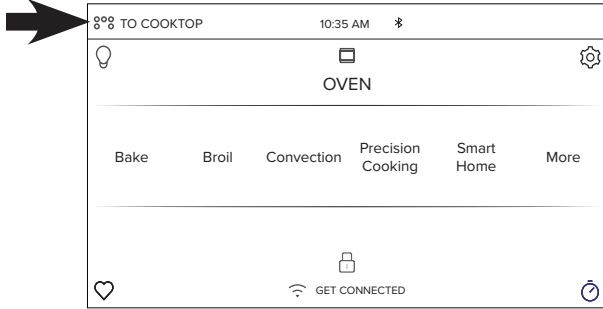 TO COOKTOP 10:35 AM
OVEN
Bake Broil Convection Precision Cooking Smart Home More
GET CONNECTED